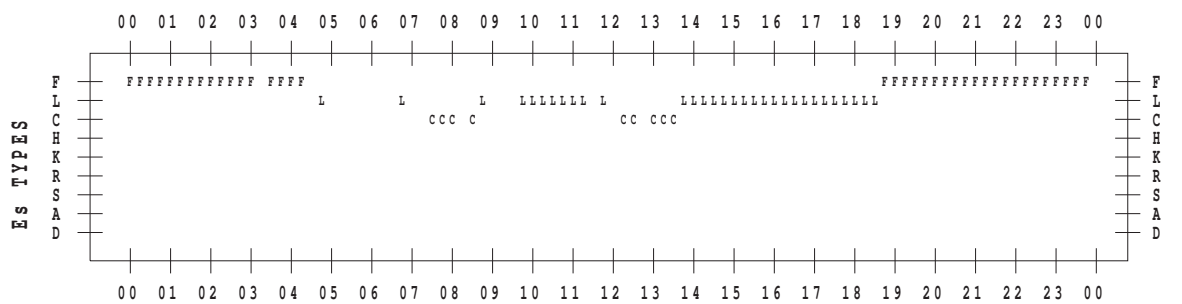 00 01 02 03 04 05 06 07 08 09 10 11 12 13 14 15 16 17 18 19 20 21 22 23 00
F FFFFFFFFFFFFF FFFF FFFFFFFFFFFFFFFFFFFFF F
L L L L LLLLLLL L LLLLLLLLLLLLLLLLLLLL L
C CCC C CC CCC C
H H
K K
R R
S S
A A
D D
Es TYPES
00 01 02 03 04 05 06 07 08 09 10 11 12 13 14 15 16 17 18 19 20 21 22 23 00